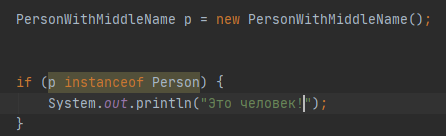 PersonWithMiddleName p = new PersonWithMiddleName();
if (p instanceof Person) {
System.out.println("Это человек!");
}